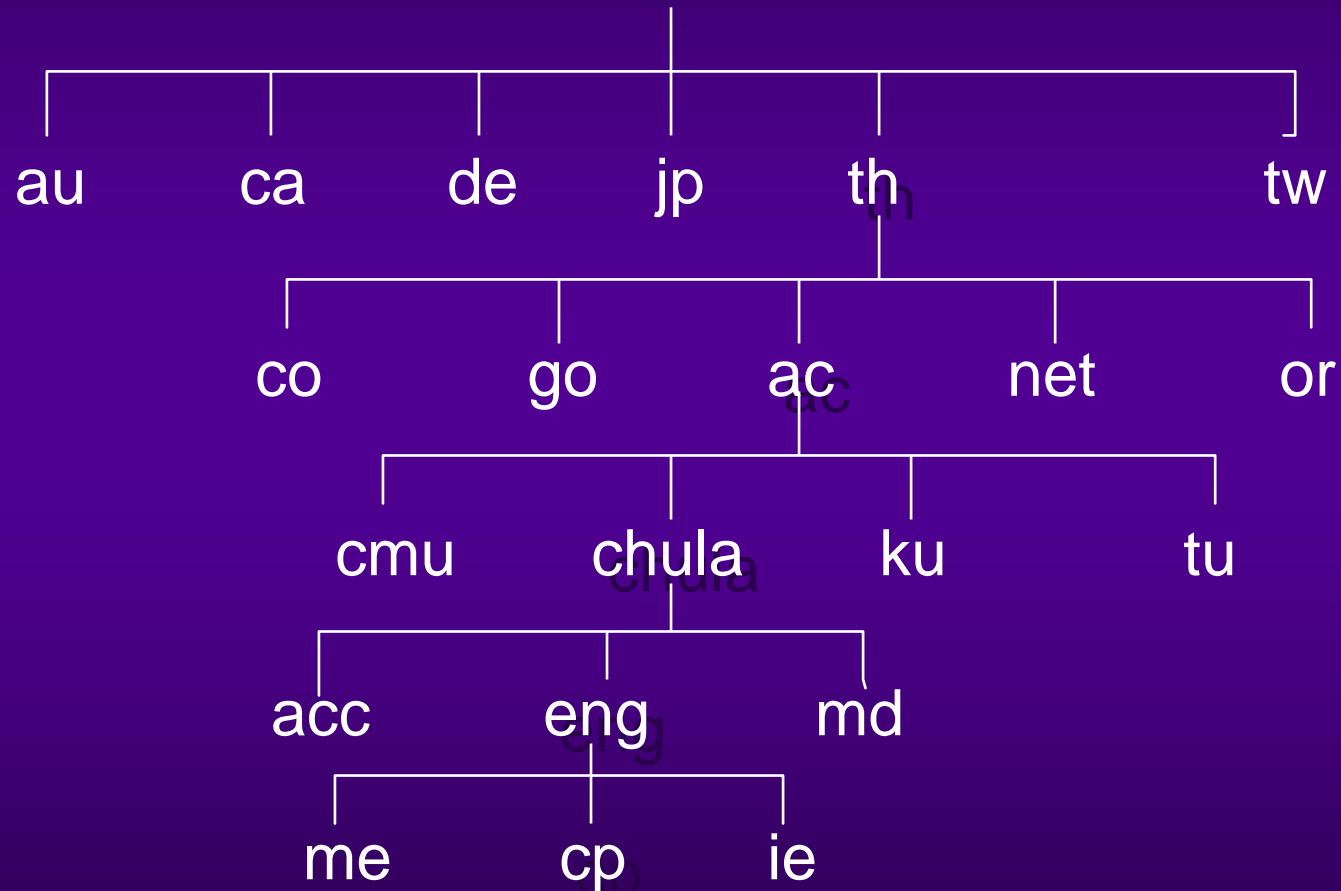 au ca de jp th tw
co go ac net or
cmu chula ku tu
acc eng md
me cp ie